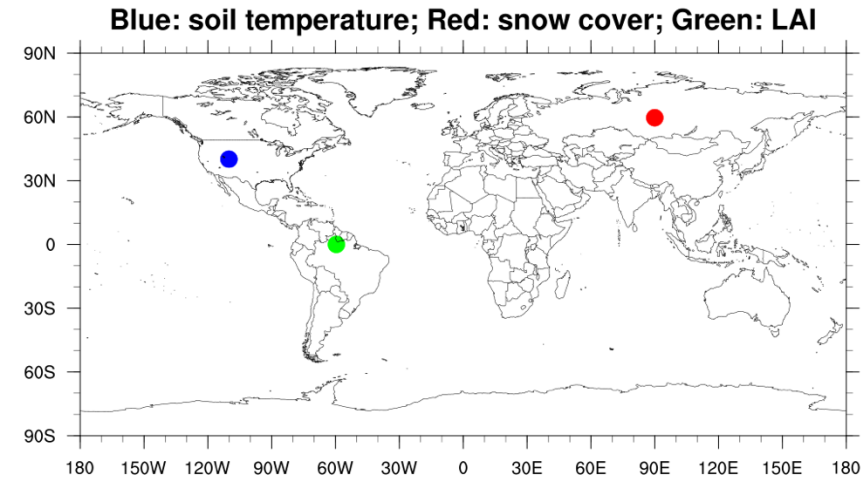 Blue: soil temperature; Red: snow cover; Green: LAI
90N
60N
30N
0
30S
60S
90S
180 150W 120W 90W 60W 30W 0 30E 60E 90E 120E 150E 180